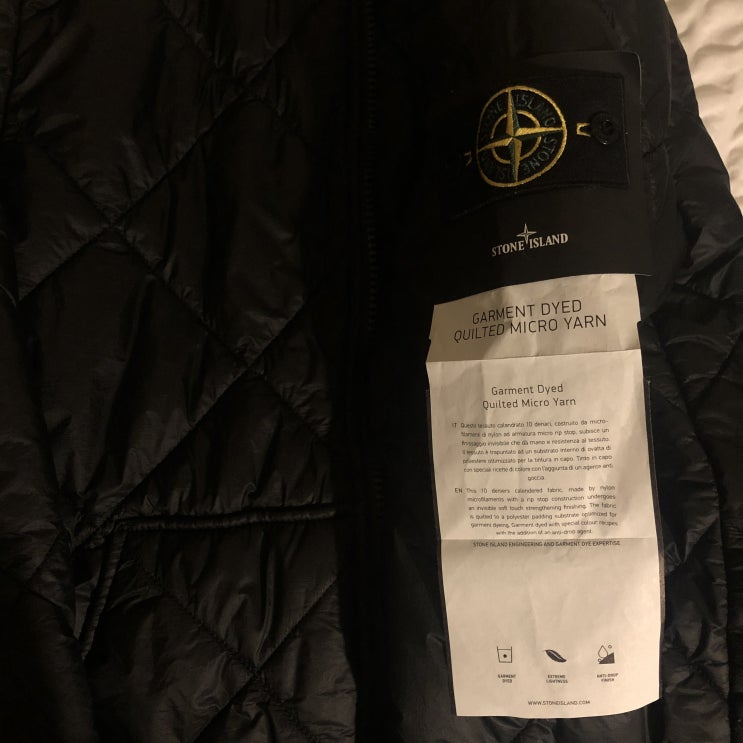 STONE ISLAND
STONE ISLAND
STONE ISLAND
GARMENT DYED
QUILTED MICRO YARN
Garment Dyed
Quilted Micro Yarn
IT Questo tessuto calandrato 10 denari, costruito da micro-
filamenti di nylon ad armatura micro rip stop, subisce un
finissaggio invisibile che dà mano e resistenza al tessuto.
Il tessuto è trapuntato ad un substrato interno di ovatta di
poliestere ottimizzato per la tintura in capo. Tinto in capo
con speciali ricette di colore con l'aggiunta di un agente anti
goccia.
EN This 10 deniers calendered fabric, made by nylon
microfilaments with a rip stop construction undergoes
an invisible soft touch strengthening finishing. The fabric
is quilted to a polyester padding substrate optimized for
garment dyeing. Garment dyed with special colour recipes
with the addition of an anti-drop agent.
STONE ISLAND ENGINEERING AND GARMENT DYE EXPERTISE
GARMENT
DYED
EXTREME
LIGHTNESS
ANTI-DROP
FINISH
WWW.STONEISLAND.COM